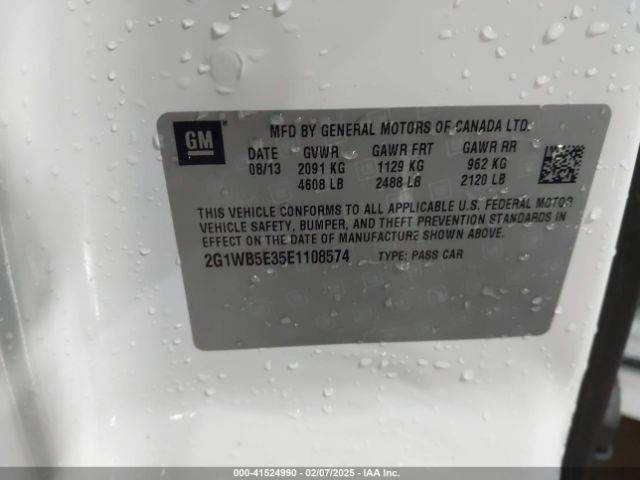 GM
MFD BY GENERAL MOTORS OF CANADA LTD.
DATE GVWR GAWR FRT GAWR RR
08/13 2091 KG 1129 KG 962 KG
4608 LB 2488 LB 2120 LB
THIS VEHICLE CONFORMS TO ALL APPLICABLE U.S. FEDERAL MOTOR
VEHICLE SAFETY, BUMPER, AND THEFT PREVENTION STANDARDS IN
EFFECT ON THE DATE OF MANUFACTURE SHOWN ABOVE.
2G1WB5E35E1108574 TYPE: PASS CAR
000-41524990 - 02/07/2025 - IAA Inc.